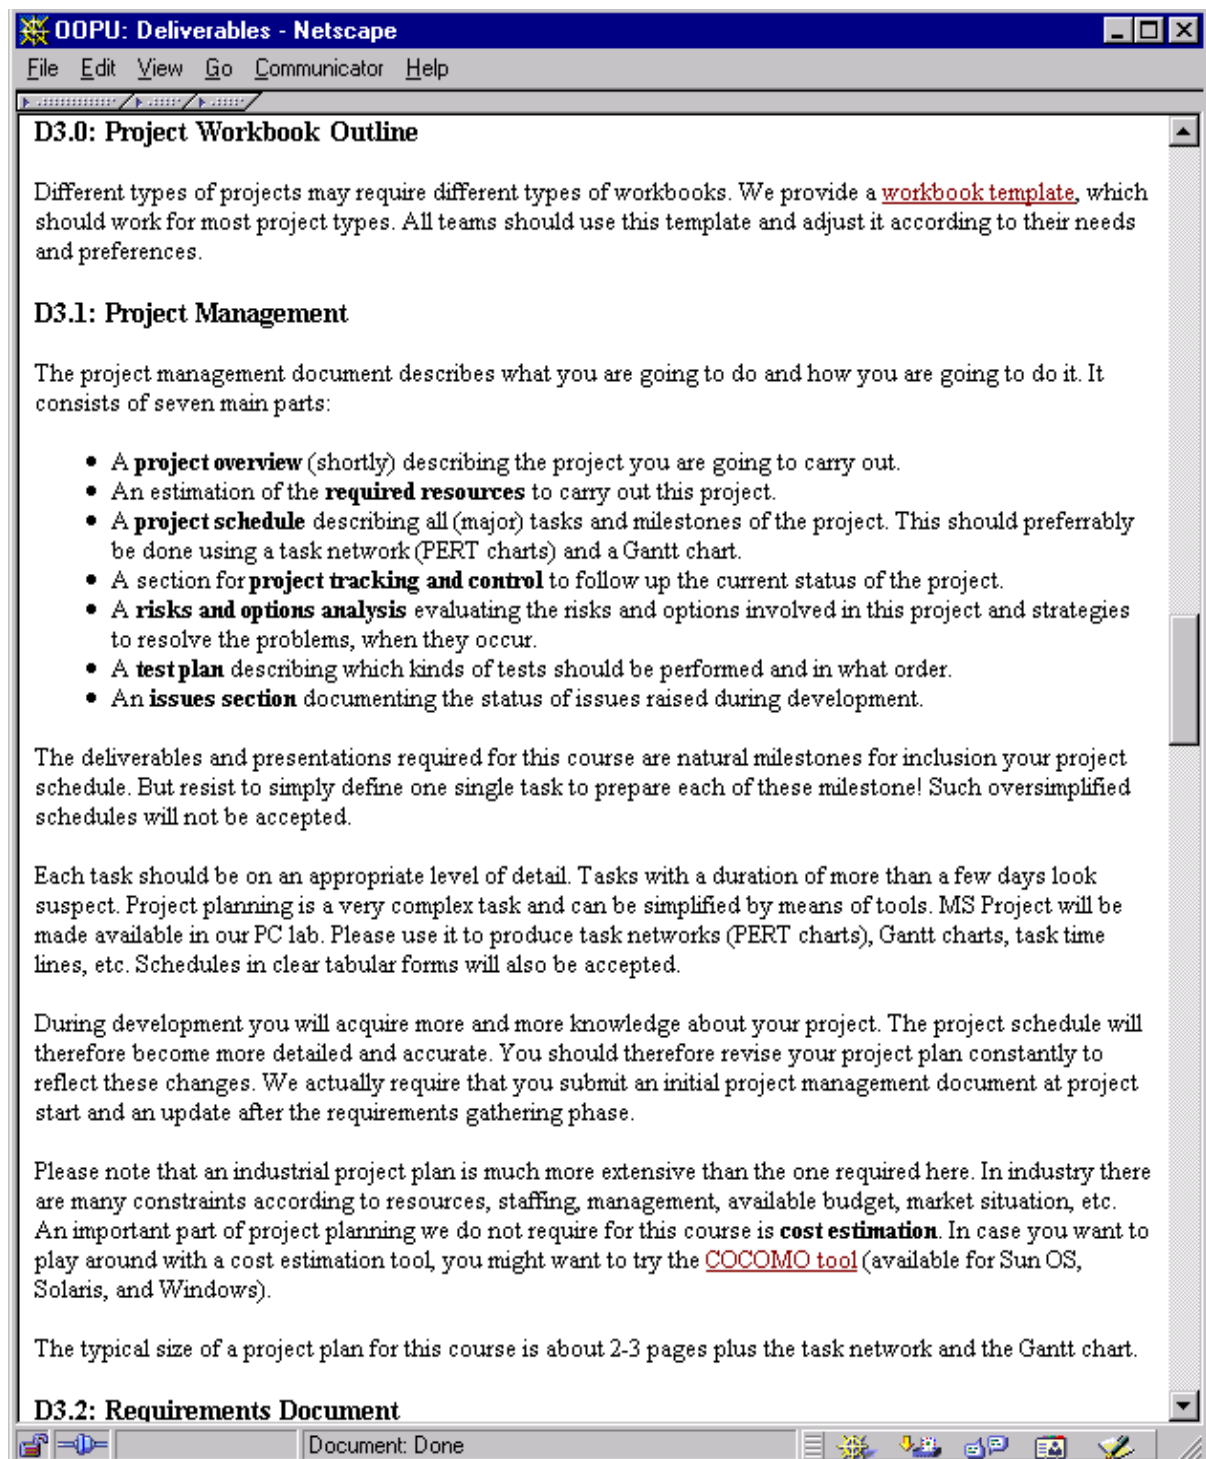 OOPU: Deliverables - Netscape
File Edit View Go Communicator Help
D3.0: Project Workbook Outline
Different types of projects may require different types of workbooks. We provide a workbook template, which
should work for most project types. All teams should use this template and adjust it according to their needs
and preferences.
D3.1: Project Management
The project management document describes what you are going to do and how you are going to do it. It
consists of seven main parts:
• A project overview (shortly) describing the project you are going to carry out.
• An estimation of the required resources to carry out this project.
• A project schedule describing all (major) tasks and milestones of the project. This should preferrably
be done using a task network (PERT charts) and a Gantt chart.
• A section for project tracking and control to follow up the current status of the project.
• A risks and options analysis evaluating the risks and options involved in this project and strategies
to resolve the problems, when they occur.
• A test plan describing which kinds of tests should be performed and in what order.
• An issues section documenting the status of issues raised during development.
The deliverables and presentations required for this course are natural milestones for inclusion your project
schedule. But resist to simply define one single task to prepare each of these milestone! Such oversimplified
schedules will not be accepted.
Each task should be on an appropriate level of detail. Tasks with a duration of more than a few days look
suspect. Project planning is a very complex task and can be simplified by means of tools. MS Project will be
made available in our PC lab. Please use it to produce task networks (PERT charts), Gantt charts, task time
lines, etc. Schedules in clear tabular forms will also be accepted.
During development you will acquire more and more knowledge about your project. The project schedule will
therefore become more detailed and accurate. You should therefore revise your project plan constantly to
reflect these changes. We actually require that you submit an initial project management document at project
start and an update after the requirements gathering phase.
Please note that an industrial project plan is much more extensive than the one required here. In industry there
are many constraints according to resources, staffing, management, available budget, market situation, etc.
An important part of project planning we do not require for this course is cost estimation. In case you want to
play around with a cost estimation tool, you might want to try the COCOMO tool (available for Sun OS,
Solaris, and Windows).
The typical size of a project plan for this course is about 2-3 pages plus the task network and the Gantt chart.
D3.2: Requirements Document
Document: Done